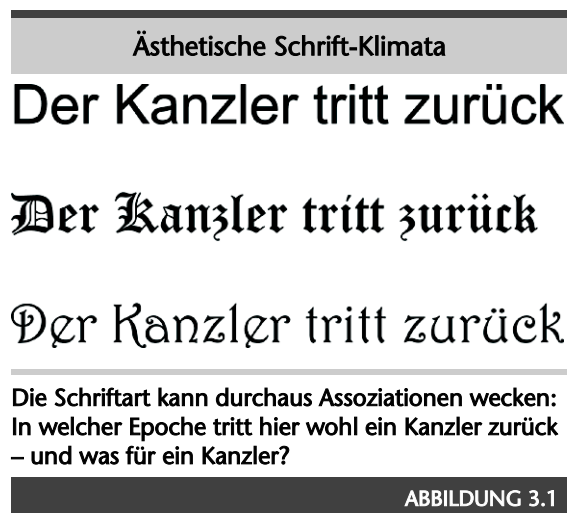 Ästhetische Schrift-Klimata
Der Kanzler tritt zurück
Der Kanzler tritt zurück
Der Kanzler tritt zurück
Die Schriftart kann durchaus Assoziationen wecken:
In welcher Epoche tritt hier wohl ein Kanzler zurück
– und was für ein Kanzler?
ABBILDUNG 3.1